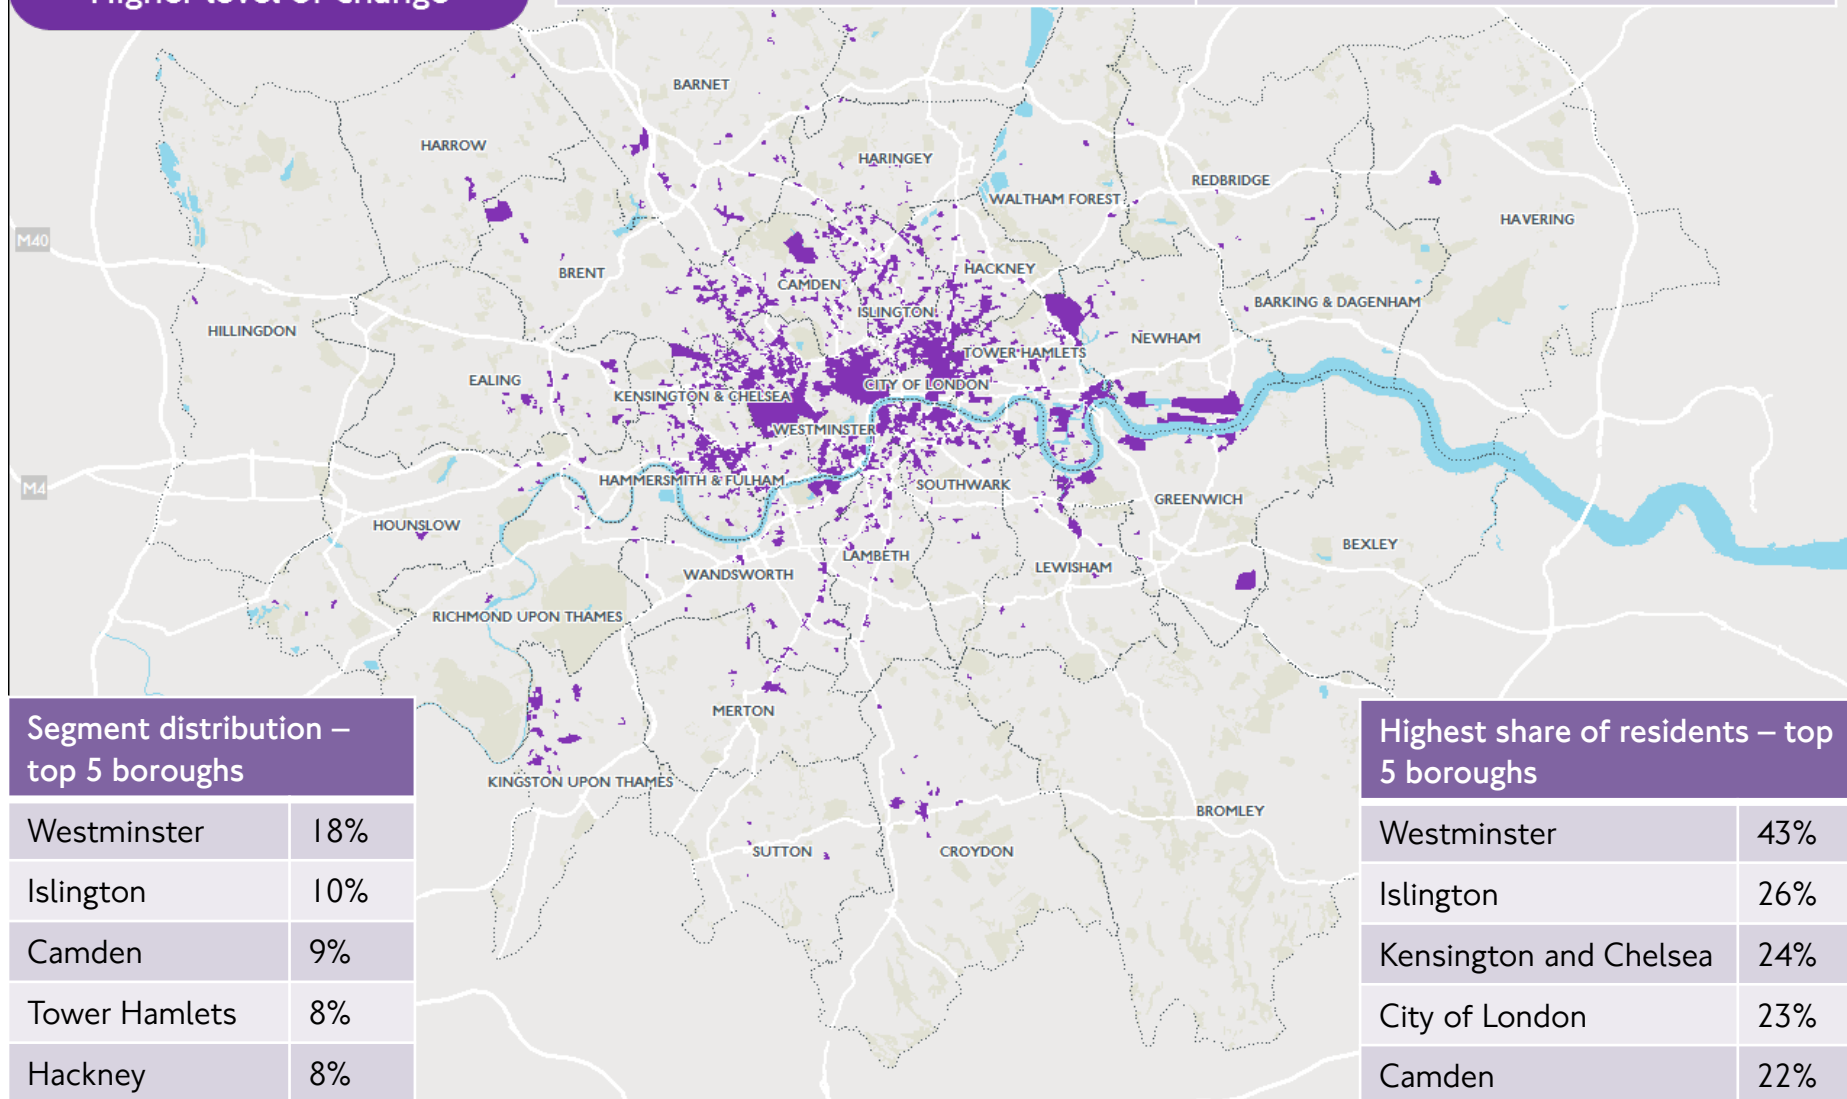 Higher level of change
BARNET
HARROW
HARINGEY
REDBRIDGE
WALTHAM FOREST
HAVERING
M40
BRENT
HACKNEY
CAMDEN
BARKING & DAGENHAM
ISLINGTON
HILLINGDON
NEWHAM
TOWER HAMLETS
EALING
CITY OF LONDON
KENSINGTON & CHELSEA
WESTMINSTER
HAMMERSMITH & FULHAM
SOUTHWARK
M4
GREENWICH
HOUNSLOW
BEXLEY
LAMBETH
LEWISHAM
WANDSWORTH
RICHMOND UPON THAMES
MERTON
KINGSTON UPON THAMES
BROMLEY
SUTTON
CROYDON
Segment distribution –
top 5 boroughs
Westminster 18%
Islington 10%
Camden 9%
Tower Hamlets 8%
Hackney 8%
Highest share of residents – top
5 boroughs
Westminster 43%
Islington 26%
Kensington and Chelsea 24%
City of London 23%
Camden 22%